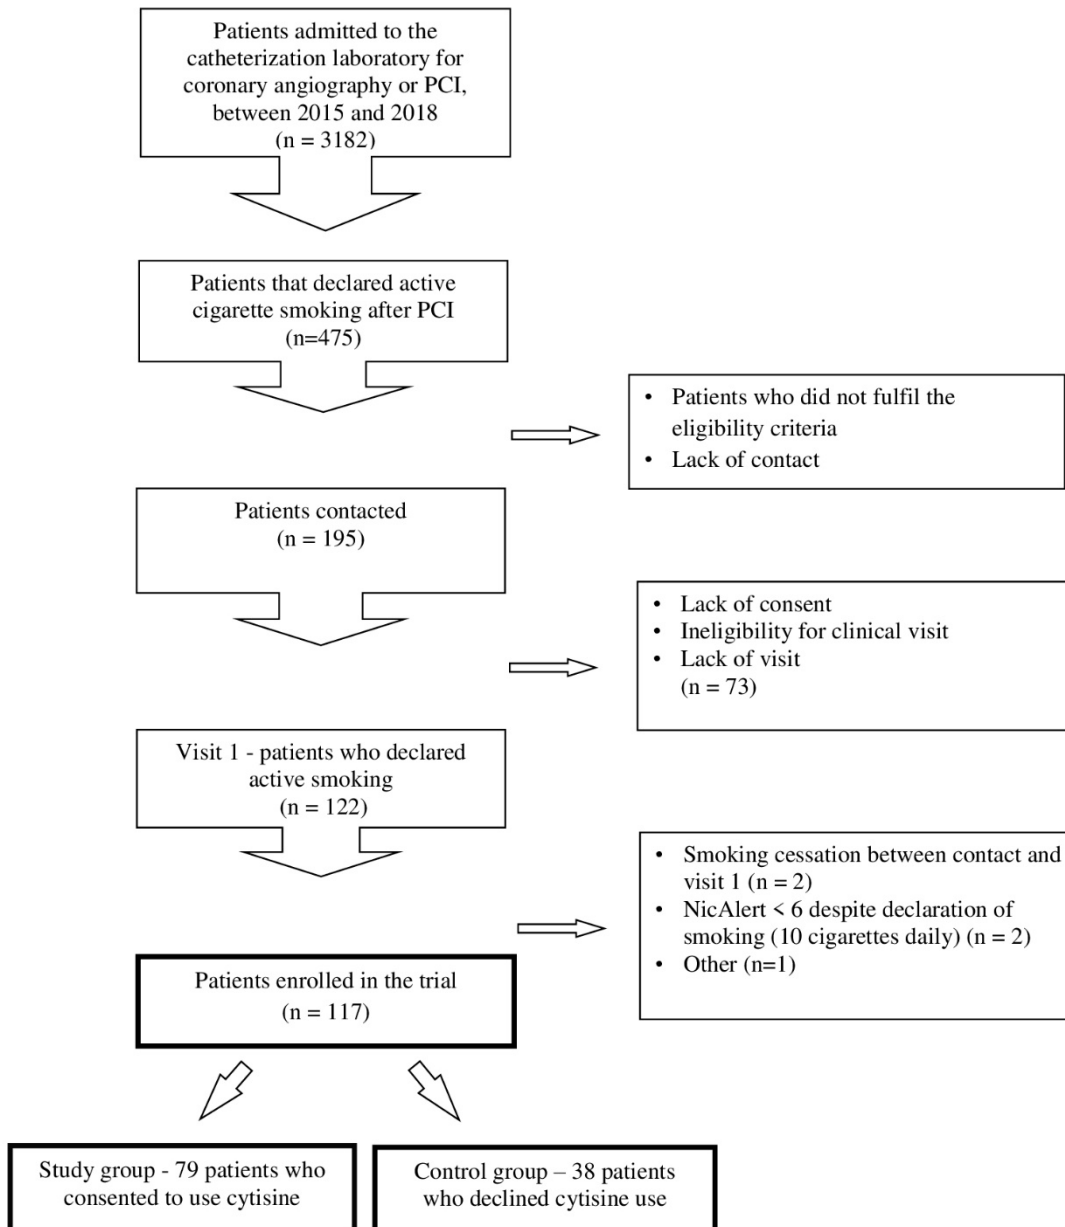 Patients admitted to the
catheterization laboratory for
coronary angiography or PCI,
between 2015 and 2018
(n = 3182)
Patients that declared active
cigarette smoking after PCI
(n=475)
• Patients who did not fulfil the
eligibility criteria
• Lack of contact
Patients contacted
(n = 195)
• Lack of consent
• Ineligibility for clinical visit
• Lack of visit
(n = 73)
Visit 1 - patients who declared
active smoking
(n = 122)
• Smoking cessation between contact and
visit 1 (n = 2)
• NicAlert < 6 despite declaration of
smoking (10 cigarettes daily) (n = 2)
• Other (n=1)
Patients enrolled in the trial
(n = 117)
Study group - 79 patients who
consented to use cytisine
Control group – 38 patients
who declined cytisine use